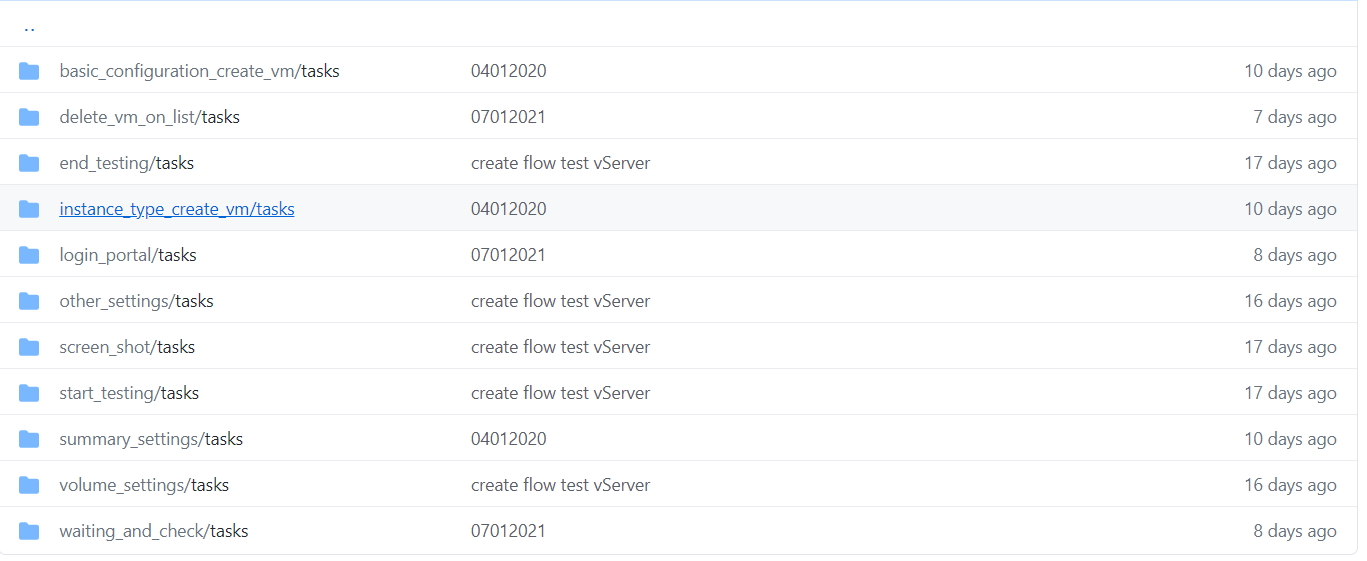 ..
basic_configuration_create_vm/tasks 04012020 10 days ago
delete_vm_on_list/tasks 07012021 7 days ago
end_testing/tasks create flow test vServer 17 days ago
instance_type_create_vm/tasks 04012020 10 days ago
login_portal/tasks 07012021 8 days ago
other_settings/tasks create flow test vServer 16 days ago
screen_shot/tasks create flow test vServer 17 days ago
start_testing/tasks create flow test vServer 17 days ago
summary_settings/tasks 04012020 10 days ago
volume_settings/tasks create flow test vServer 16 days ago
waiting_and_check/tasks 07012021 8 days ago